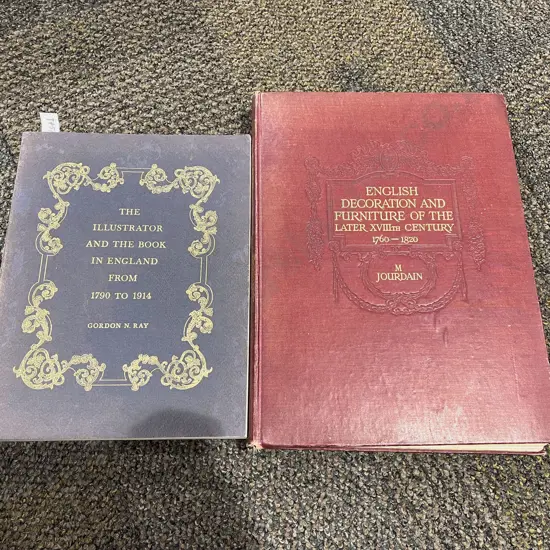 THE
ILLUSTRATOR
AND THE BOOK
IN ENGLAND
FROM
1790 TO 1914
GORDON N. RAY
ENGLISH
DECORATION AND
FURNITURE OF THE
LATER XVIIITH CENTURY
1760–1820
M
JOURDAIN